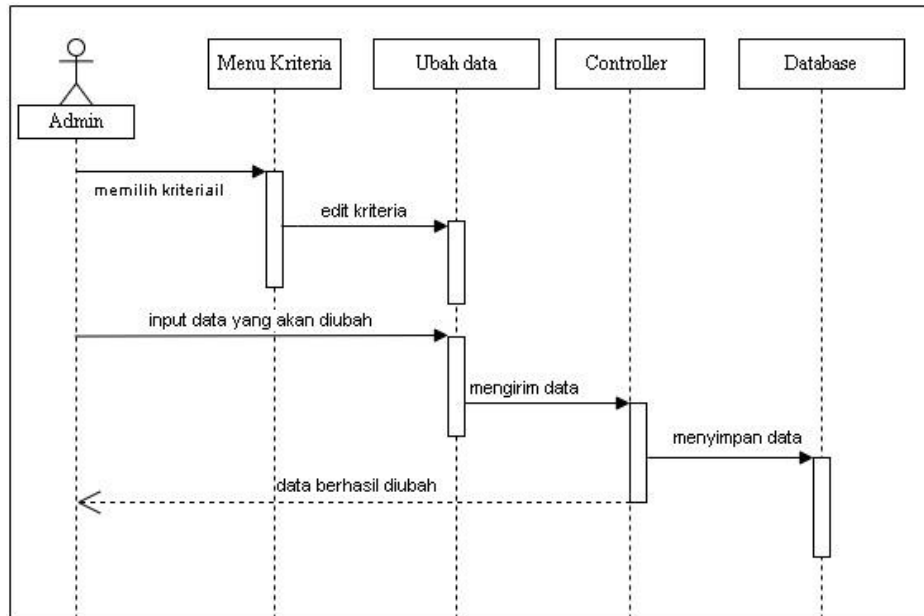 Menu Kriteria
Ubah data
Controller
Database
Admin
memilih kriteriail
edit kriteria
input data yang akan diubah
mengirim data
menyimpan data
data berhasil diubah